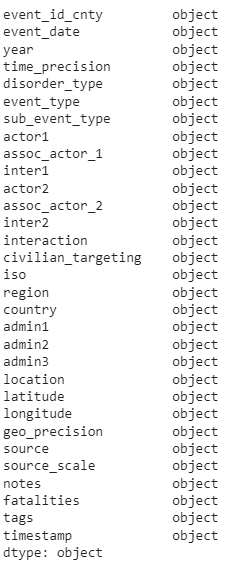 event_id_cnty object
event_date object
year object
time_precision object
disorder_type object
event_type object
sub_event_type object
actor1 object
assoc_actor_1 object
inter1 object
actor2 object
assoc_actor_2 object
inter2 object
interaction object
civilian_targeting object
iso object
region object
country object
admin1 object
admin2 object
admin3 object
location object
latitude object
longitude object
geo_precision object
source object
source_scale object
notes object
fatalities object
tags object
timestamp object
dtype: object